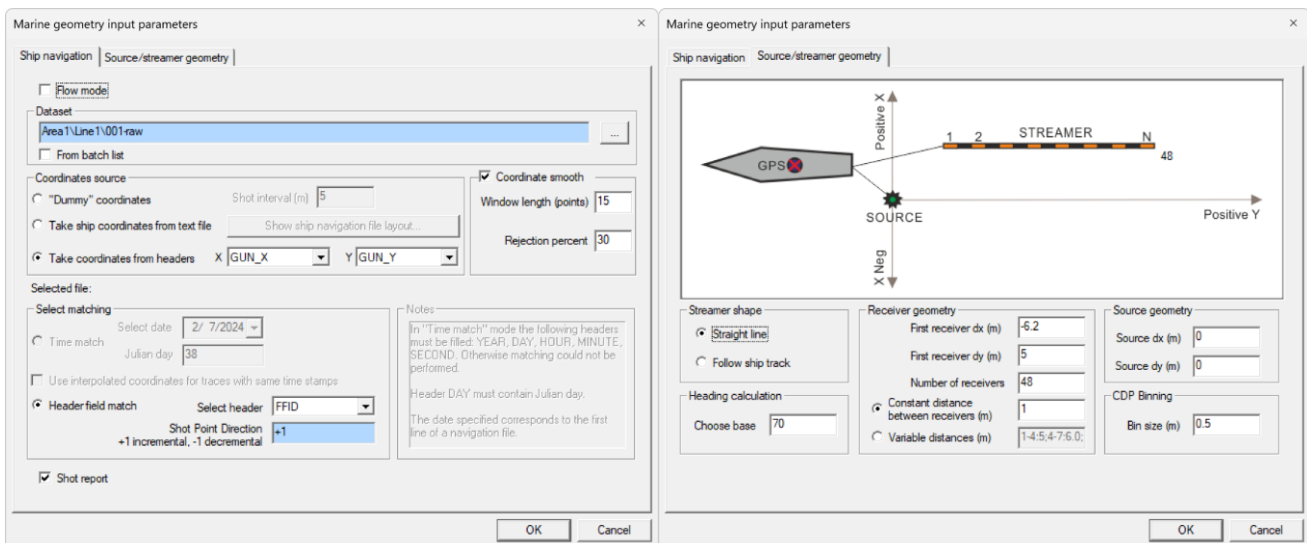 Marine geometry input parameters
Ship navigation
Source/streamer geometry
Flow mode
Dataset
Area1\Line1\001-raw
...
From batch list
Coordinates source
"Dummy" coordinates
Shot interval (m)
5
Take ship coordinates from text file
Show ship navigation file layout...
Take coordinates from headers
X
GUN_X
Y
GUN_Y
Coordinate smooth
Window length (points)
15
Rejection percent
30
Selected file:
Select matching
Time match
Select date
2/ 7/2024
Julian day
38
Use interpolated coordinates for traces with same time stamps
Header field match
Select header
FFID
Shot Point Direction
+1 incremental, -1 decremental
+1
Notes
In "Time match" mode the following headers
must be filled: YEAR, DAY, HOUR, MINUTE,
SECOND. Otherwise matching could not be
performed.
Header DAY must contain Julian day.
The date specified corresponds to the first
line of a navigation file.
Shot report
OK
Cancel
Marine geometry input parameters
Ship navigation
Source/streamer geometry
Positive X
1
2
STREAMER
N
48
GPS
SOURCE
Positive Y
X Neg
Streamer shape
Straight line
Follow ship track
Heading calculation
Choose base
70
Receiver geometry
First receiver dx (m)
-6.2
First receiver dy (m)
5
Number of receivers
48
Constant distance
between receivers (m)
1
Variable distances (m)
1-4:5;4-7:6.0;
Source geometry
Source dx (m)
0
Source dy (m)
0
CDP Binning
Bin size (m)
0.5
OK
Cancel